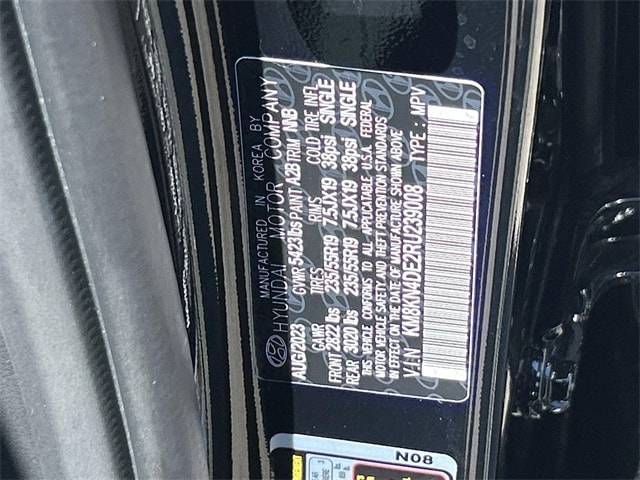 MANUFACTURED IN KOREA BY
HYUNDAI MOTOR COMPANY
AUG/2023 GVWR 5423 lbs PAINT A2B TRIM NNB
GAWR TIRES RIMS COLD TIRE INFL
FRONT 2822 lbs 235/55R19 7.5JX19 38psi SINGLE
REAR 3020 lbs 235/55R19 7.5JX19 38psi SINGLE
THIS VEHICLE CONFORMS TO ALL APPLICATABLE U.S.A. FEDERAL
MOTOR VEHICLE SAFETY AND THEFT PREVENTION STANDARDS
IN EFFECT ON THE DATE OF MANUFACTURE SHOWN ABOVE
VIN : KM8KN4DE2RU239008 TYPE : MPV
N08